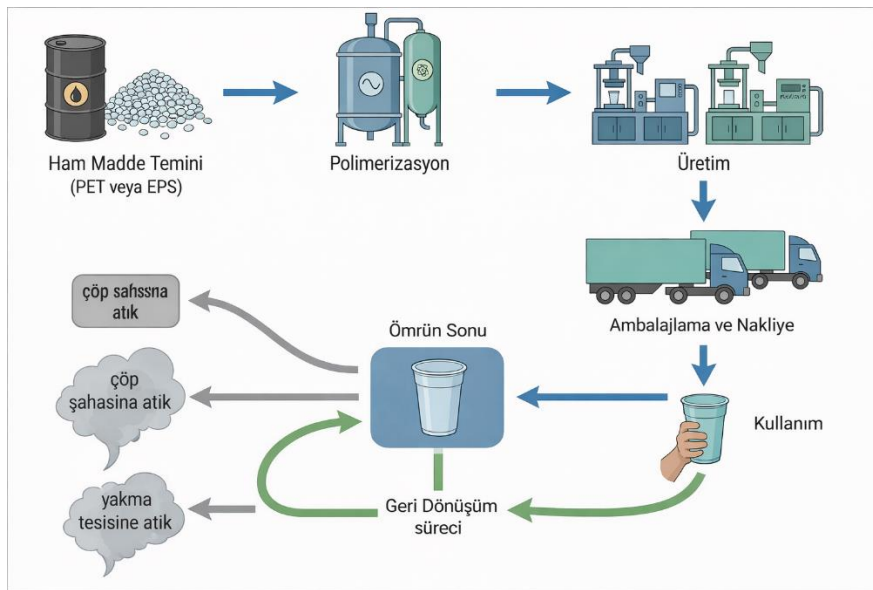 Ham Madde Temini
(PET veya EPS)
Polimerizasyon
Üretim
Ambalajlama ve Nakliye
Kullanım
Ömrün Sonu
çöp sahssna
atık
çöp
şahasina atik
yakma
tesisine atik
Geri Dönüşüm
süreci